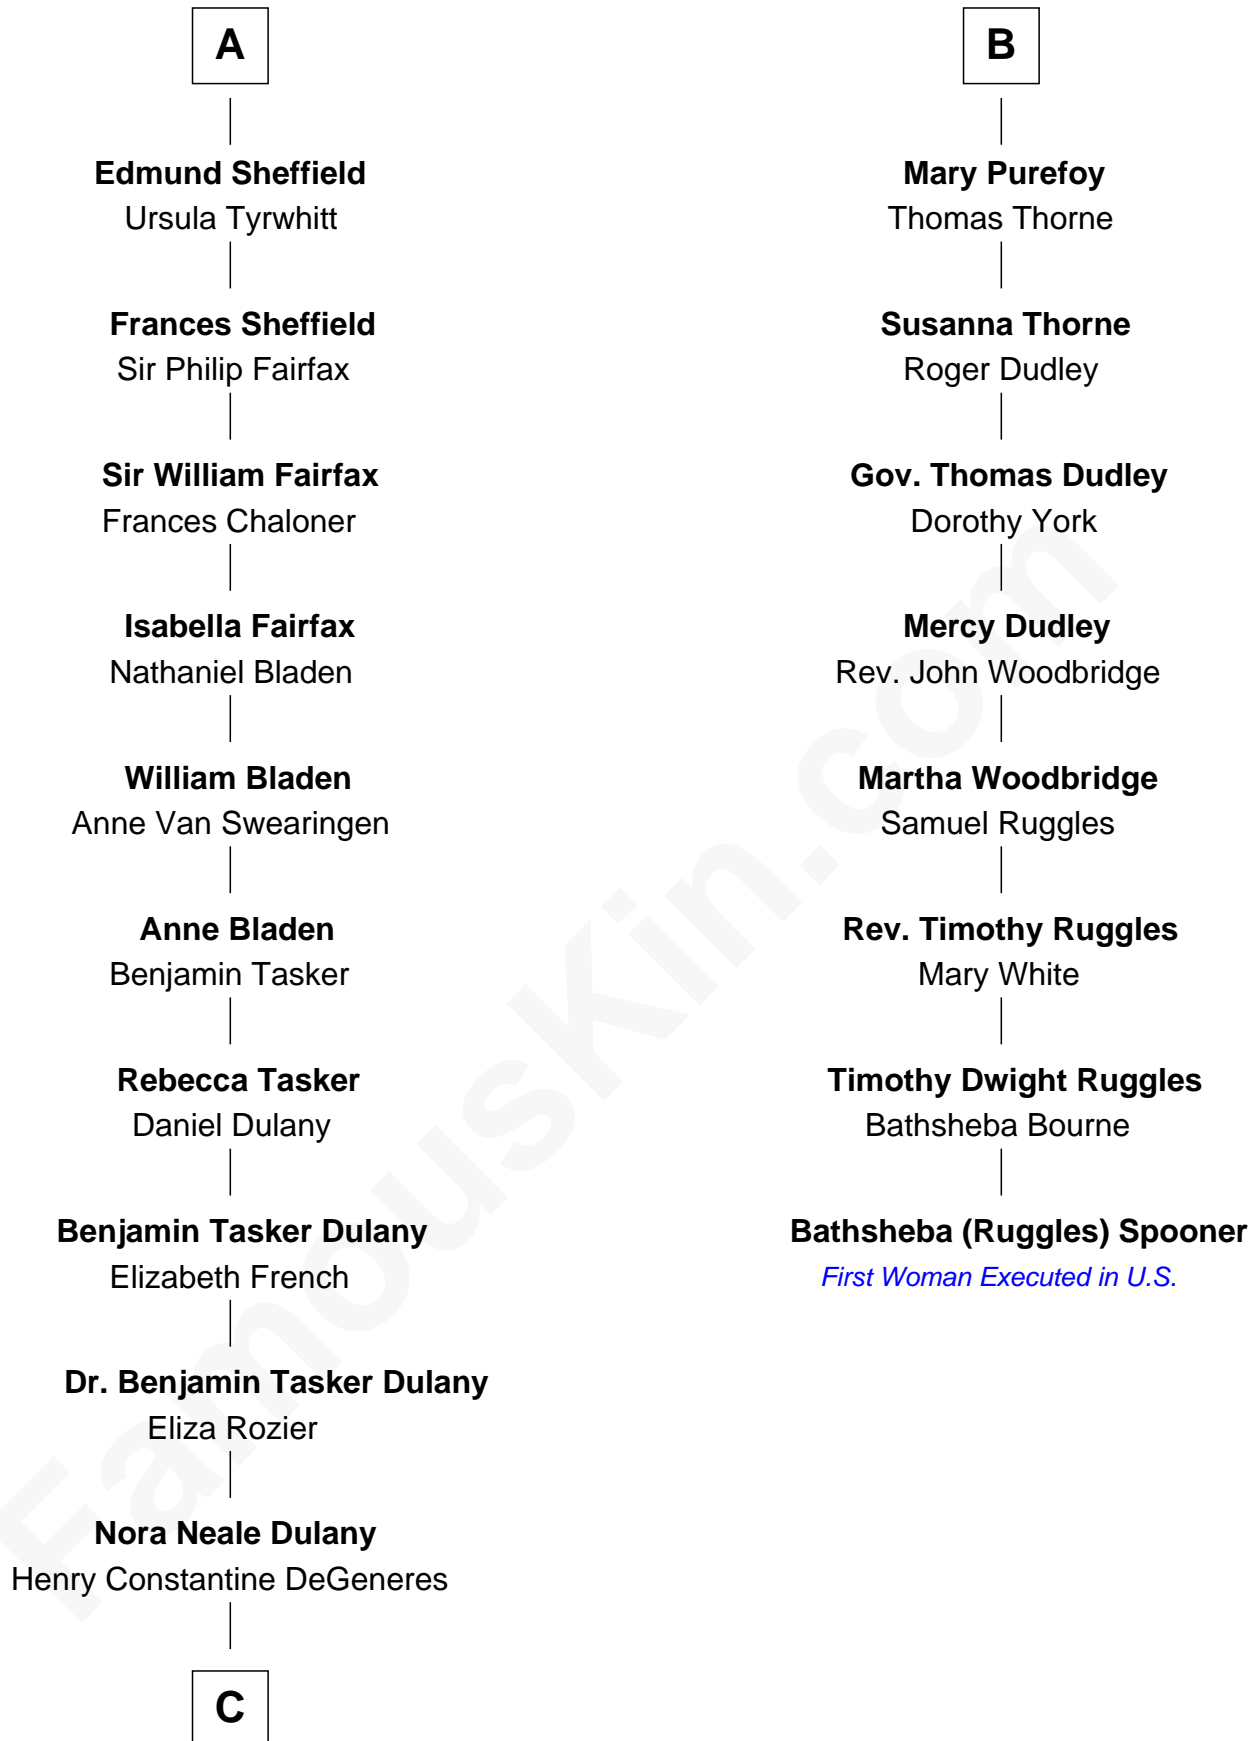 A
Edmund Sheffield
Ursula Tyrwhitt
Frances Sheffield
Sir Philip Fairfax
Sir William Fairfax
Frances Chaloner
Isabella Fairfax
Nathaniel Bladen
William Bladen
Anne Van Swearingen
Anne Bladen
Benjamin Tasker
Rebecca Tasker
Daniel Dulany
Benjamin Tasker Dulany
Elizabeth French
Dr. Benjamin Tasker Dulany
Eliza Rozier
Nora Neale Dulany
Henry Constantine DeGeneres
C
B
Mary Purefoy
Thomas Thorne
Susanna Thorne
Roger Dudley
Gov. Thomas Dudley
Dorothy York
Mercy Dudley
Rev. John Woodbridge
Martha Woodbridge
Samuel Ruggles
Rev. Timothy Ruggles
Mary White
Timothy Dwight Ruggles
Bathsheba Bourne
Bathsheba (Ruggles) Spooner
First Woman Executed in U.S.
FamousKin.com